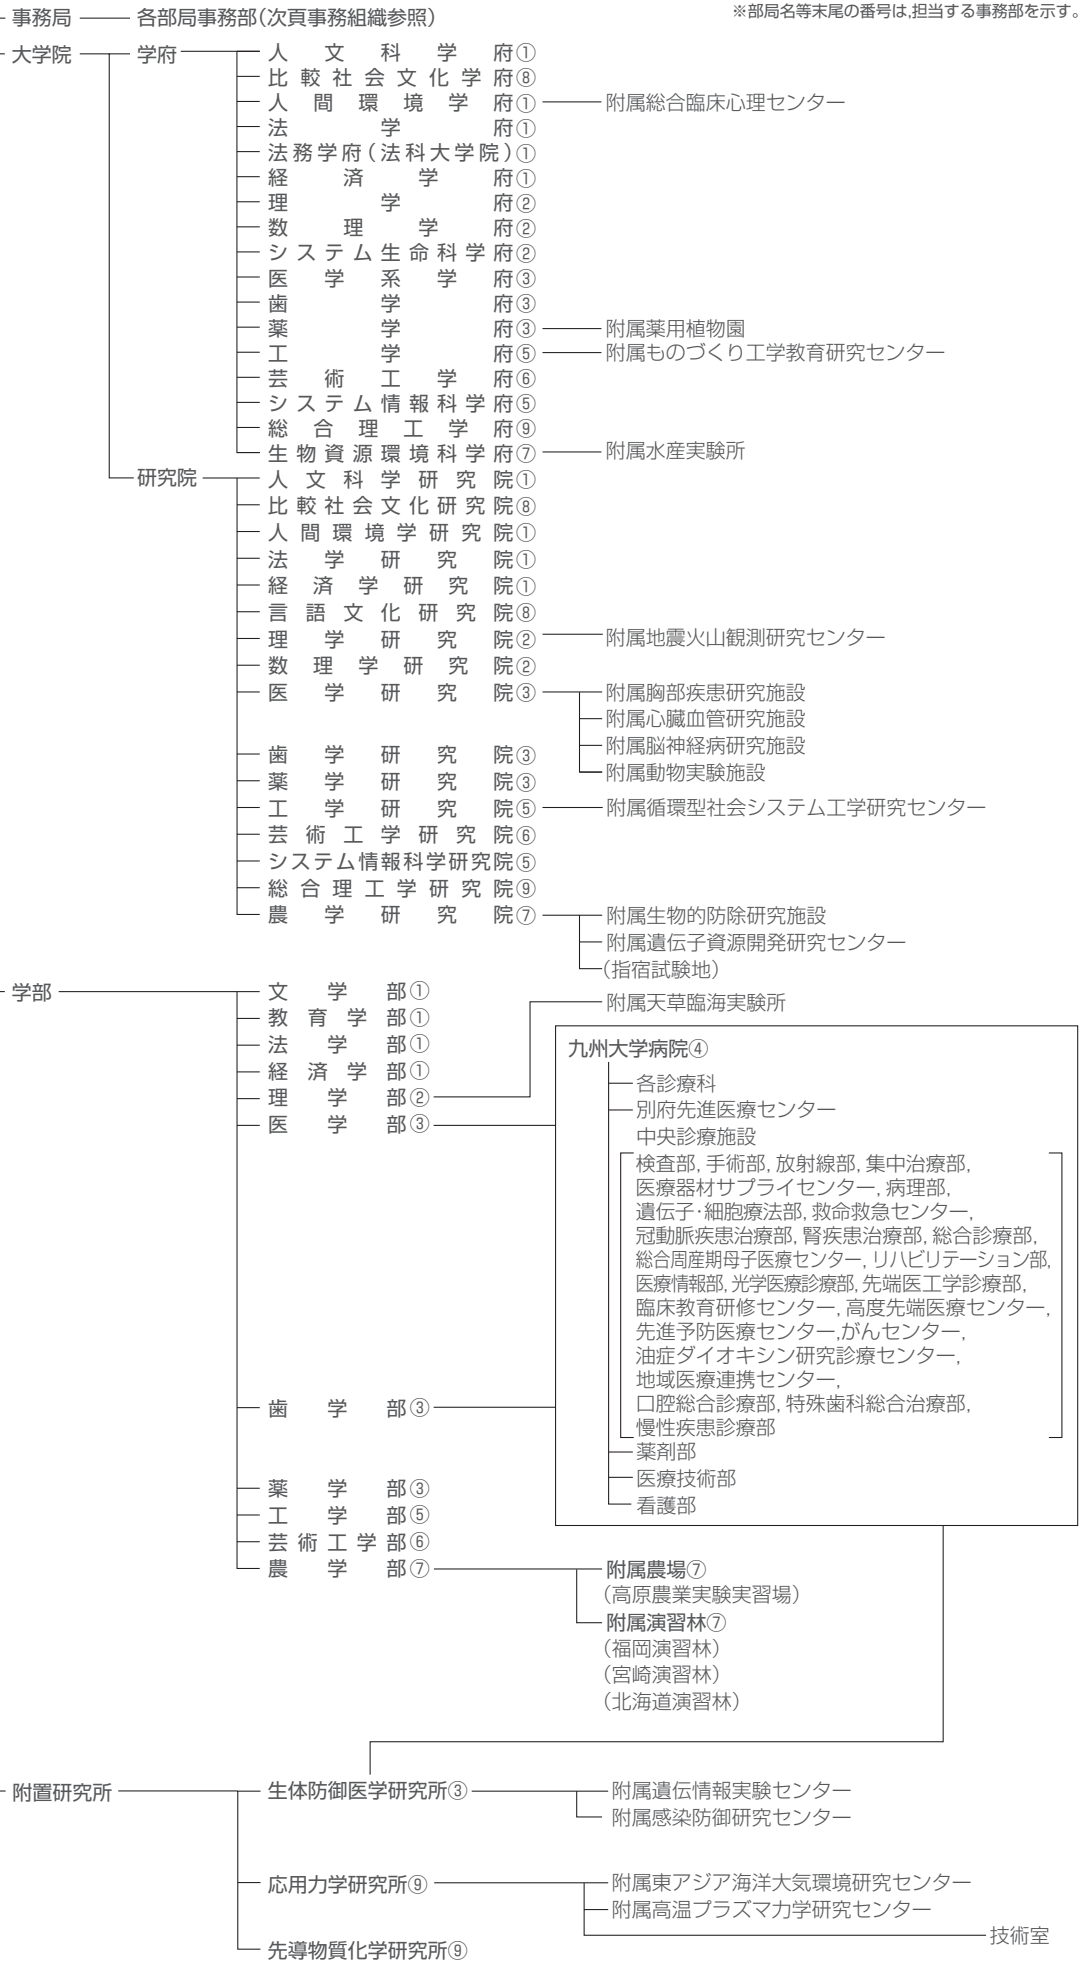 事務局 各部局事務部(次頁事務組織参照)
※部局名等末尾の番号は,担当する事務部を示す。
大学院 学府 人文科学府①
比較社会文化学府⑧
人間環境学府① 附属総合臨床心理センター
法学府①
法務学府(法科大学院)①
経済学府①
理学府②
数理学府②
システム生命科学府②
医学系学府③
歯学府③
薬学府③ 附属薬用植物園
工学府⑤ 附属ものづくり工学教育研究センター
芸術工学府⑥
システム情報科学府⑤
総合理工学府⑨
生物資源環境科学府⑦ 附属水産実験所
研究院 人文科学研究院①
比較社会文化研究院⑧
人間環境学研究院①
法学研究院①
経済学研究院①
言語文化研究院⑧
理学研究院② 附属地震火山観測研究センター
数理学研究院②
医学研究院③ 附属胸部疾患研究施設
附属心臓血管研究施設
附属脳神経病研究施設
附属動物実験施設
歯学研究院③
薬学研究院③
工学研究院⑤ 附属循環型社会システム工学研究センター
芸術工学研究院⑥
システム情報科学研究院⑤
総合理工学研究院⑨
農学研究院⑦ 附属生物的防除研究施設
附属遺伝子資源開発研究センター
(指宿試験地)
学部 文学部①
教育学部①
法学部①
経済学部①
理学部② 附属天草臨海実験所
医学部③
九州大学病院④
各診療科
別府先進医療センター
中央診療施設
検査部,手術部,放射線部,集中治療部,
医療器材サプライセンター,病理部,
遺伝子・細胞療法部,救命救急センター,
冠動脈疾患治療部,腎疾患治療部,総合診療部,
総合周産期母子医療センター,リハビリテーション部,
医療情報部,光学医療診療部,先端医工学診療部,
臨床教育研修センター,高度先端医療センター,
先進予防医療センター,がんセンター,
油症ダイオキシン研究診療センター,
地域医療連携センター,
口腔総合診療部,特殊歯科総合治療部,
慢性疾患診療部
薬剤部
医療技術部
看護部
歯学部③
薬学部③
工学部⑤
芸術工学部⑥
農学部⑦ 附属農場⑦
(高原農業実験実習場)
附属演習林⑦
(福岡演習林)
(宮崎演習林)
(北海道演習林)
附置研究所 生体防御医学研究所③ 附属遺伝情報実験センター
附属感染防御研究センター
応用力学研究所⑨ 附属東アジア海洋大気環境研究センター
附属高温プラズマ力学研究センター
技術室
先導物質化学研究所⑨